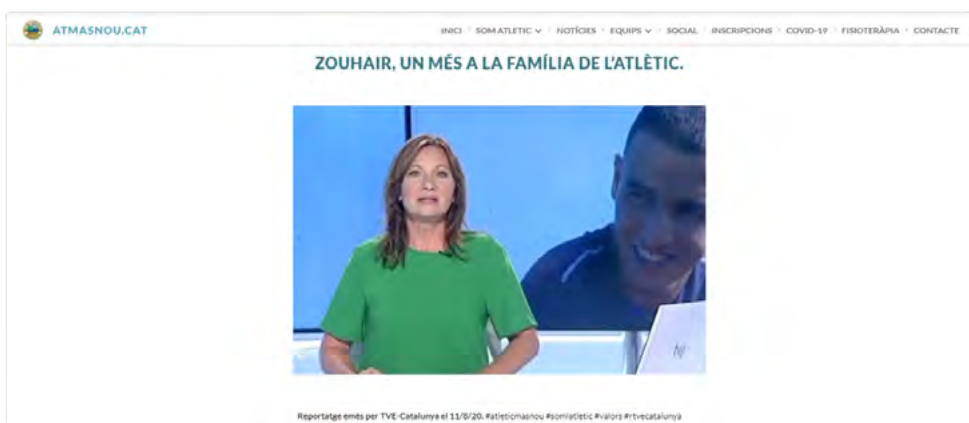 ATMASNOU.CAT
INICI SOM ATLETIC NOTÍCIES EQUIPS SOCIAL INSCRIPCIONS COVID-19 FISIOTERÀPIA CONTACTE
ZOUHAIR, UN MÉS A LA FAMÍLIA DE L'ATLÈTIC.
Reportatge emès per TVE-Catalunya el 11/8/20. #atleticmasnou #somlatletic #valors #rtvecatalunya